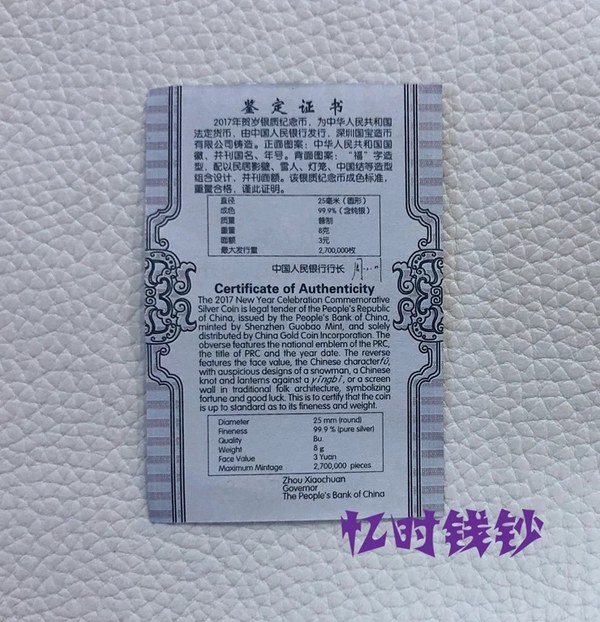 鉴定证书
2017年贺岁银质纪念币，为中华人民共和国
法定货币，由中国人民银行发行，深圳国宝造币
有限公司铸造。正面图案：中华人民共和国国
徽，并刊国名、年号。背面图案：“福”字造
型，配以民居影壁、雪人、灯笼、中国结等造型
组合设计，并刊面额。该银质纪念币成色标准，
重量合格，谨此证明。
直径 25毫米（圆形）
成色 99.9%（含纯银）
质量 普制
重量 8克
面额 3元
最大发行量 2,700,000枚
中国人民银行行长
Certificate of Authenticity
The 2017 New Year Celebration Commemorative
Silver Coin is legal tender of the People's Republic
of China, issued by the People's Bank of China,
minted by Shenzhen Guobao Mint, and solely
distributed by China Gold Coin Incorporation. The
obverse features the national emblem of the PRC,
the title of PRC and the year date. The reverse
features the face value, the Chinese character fú,
with auspicious designs of a snowman, a Chinese
knot and lanterns against a yingbi, or a screen
wall in traditional folk architecture, symbolizing
fortune and good luck. This is to certify that the coin
is up to standard as to its fineness and weight.
Diameter 25 mm (round)
Fineness 99.9 % (pure silver)
Quality Bu.
Weight 8 g
Face Value 3 Yuan
Maximum Mintage 2,700,000 pieces
Zhou Xiaochuan
Governor
The People's Bank of China
忆时钱钞